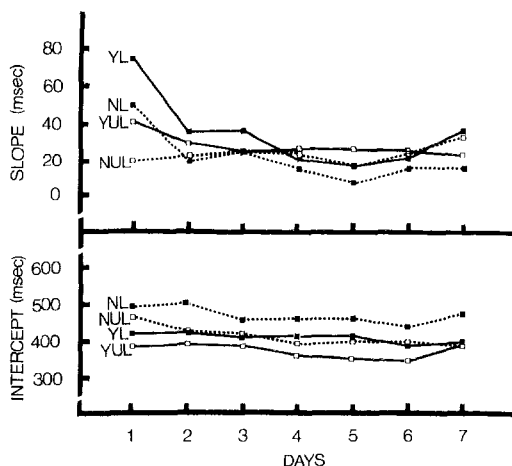 SLOPE (msec)
80
60
40
20
0
YL
NL
YUL
NUL
INTERCEPT (msec)
600
500
400
300
NL
NUL
YL
YUL
1 2 3 4 5 6 7
DAYS